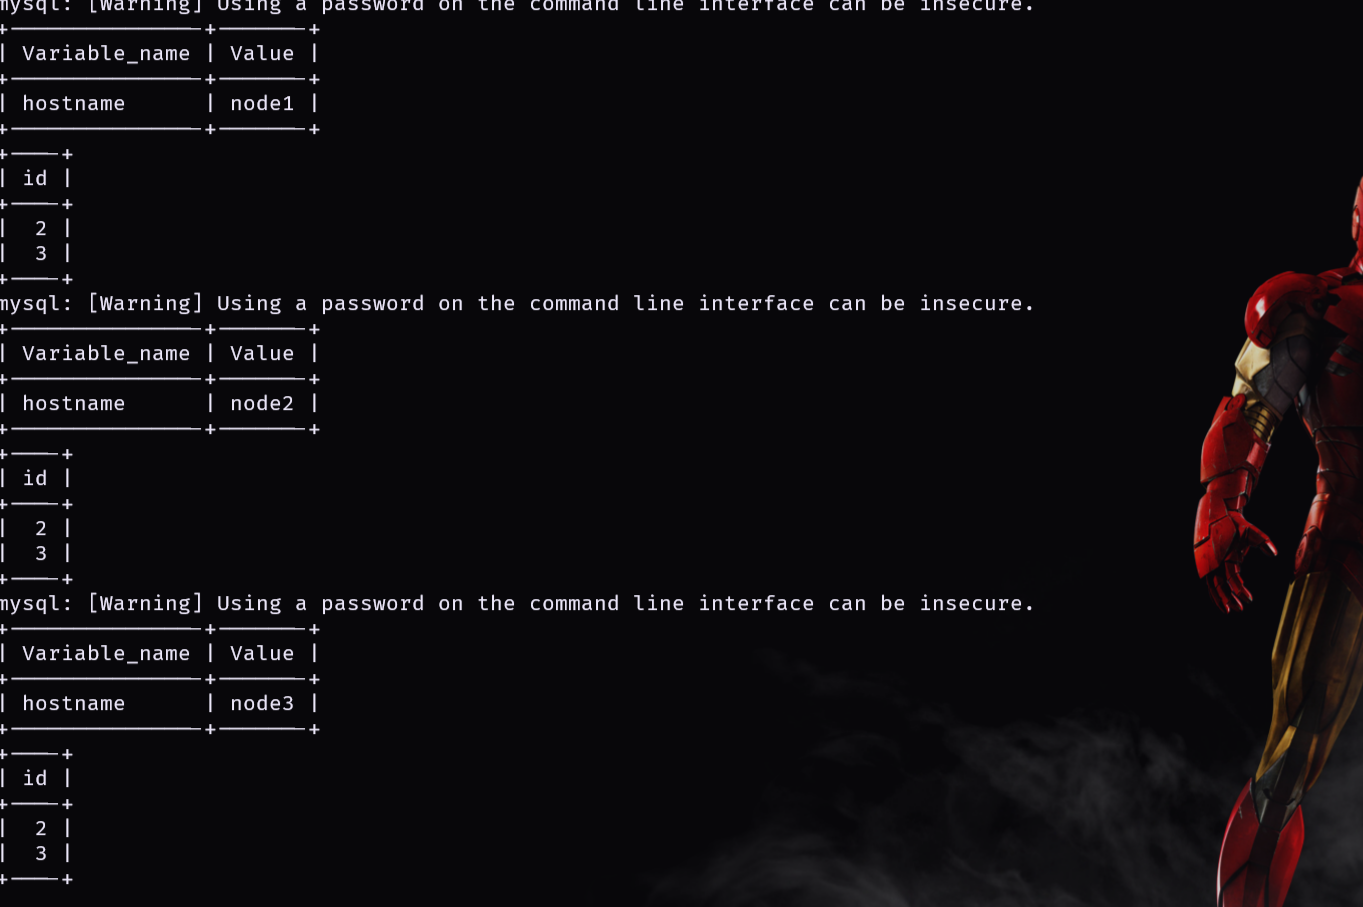 mysql: [Warning] Using a password on the command line interface can be insecure.
+---------------+-------+
| Variable_name | Value |
+---------------+-------+
| hostname      | node1 |
+---------------+-------+
+----+
| id |
+----+
|  2 |
|  3 |
+----+
mysql: [Warning] Using a password on the command line interface can be insecure.
+---------------+-------+
| Variable_name | Value |
+---------------+-------+
| hostname      | node2 |
+---------------+-------+
+----+
| id |
+----+
|  2 |
|  3 |
+----+
mysql: [Warning] Using a password on the command line interface can be insecure.
+---------------+-------+
| Variable_name | Value |
+---------------+-------+
| hostname      | node3 |
+---------------+-------+
+----+
| id |
+----+
|  2 |
|  3 |
+----+